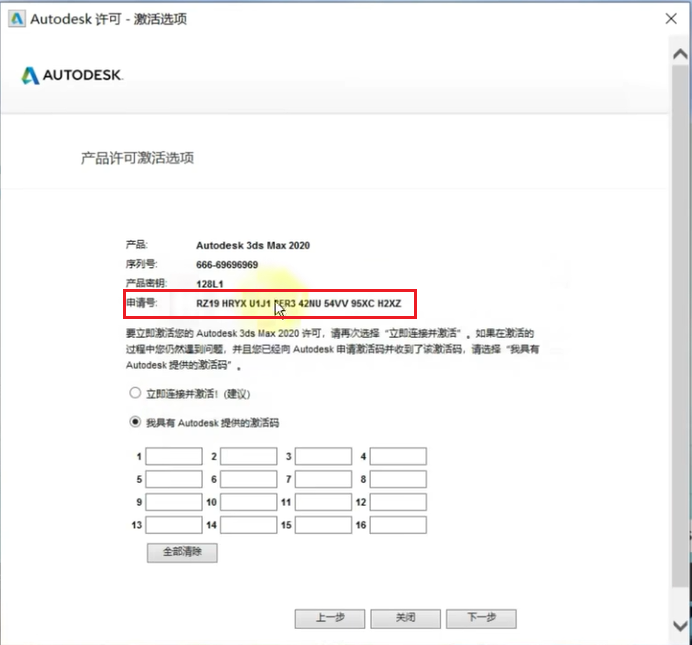 Autodesk 许可 - 激活选项
AUTODESK.
产品许可激活选项
产品: Autodesk 3ds Max 2020
序列号: 666-69696969
产品密钥: 128L1
申请号: RZ19 HRYX U1J1 42NU 54VV 95XC H2XZ
要立即激活您的 Autodesk 3ds Max 2020 许可，请再次选择“立即连接并激活”。如果在激活的
过程中您仍然遇到问题，并且您已经向 Autodesk 申请激活码并收到了该激活码，请选择“我具有
Autodesk 提供的激活码”。
立即连接并激活! (建议)
我具有 Autodesk 提供的激活码
1 2 3 4
5 6 7 8
9 10 11 12
13 14 15 16
全部清除
上一步 关闭 下一步